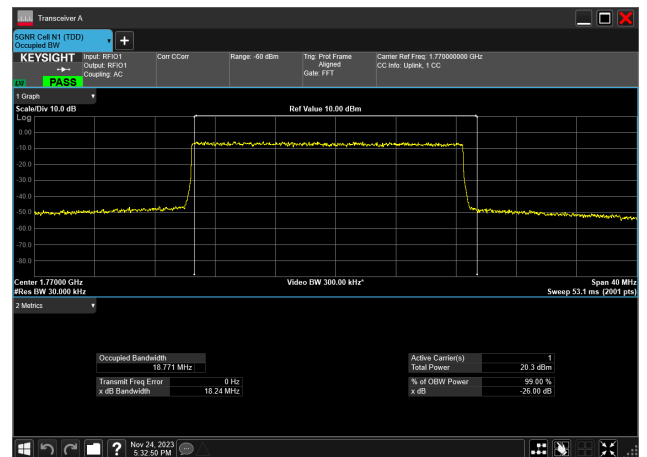 Transceiver A
5GNR Cell N1 (TDD)
Occupied BW
KEYSIGHT
Input: RFIO1
Output: RFIO1
Coupling: AC
Corr CCorr
Range: -60 dBm
Trig: Prot Frame
Aligned
Gate: FFT
Carrier Ref Freq: 1.770000000 GHz
CC Info: Uplink, 1 CC
PASS
1 Graph
Scale/Div 10.0 dB
Ref Value 10.00 dBm
Log
0.00
-10.0
-20.0
-30.0
-40.0
-50.0
-60.0
-70.0
-80.0
Center 1.77000 GHz
Video BW 300.00 kHz*
Span 40 MHz
#Res BW 30.000 kHz
Sweep 53.1 ms (2001 pts)
2 Metrics
Occupied Bandwidth
18.771 MHz
Active Carrier(s) 1
Total Power 20.3 dBm
Transmit Freq Error 0 Hz
x dB Bandwidth 18.24 MHz
% of OBW Power 99.00 %
x dB -26.00 dB
Nov 24, 2023
5:32:50 PM